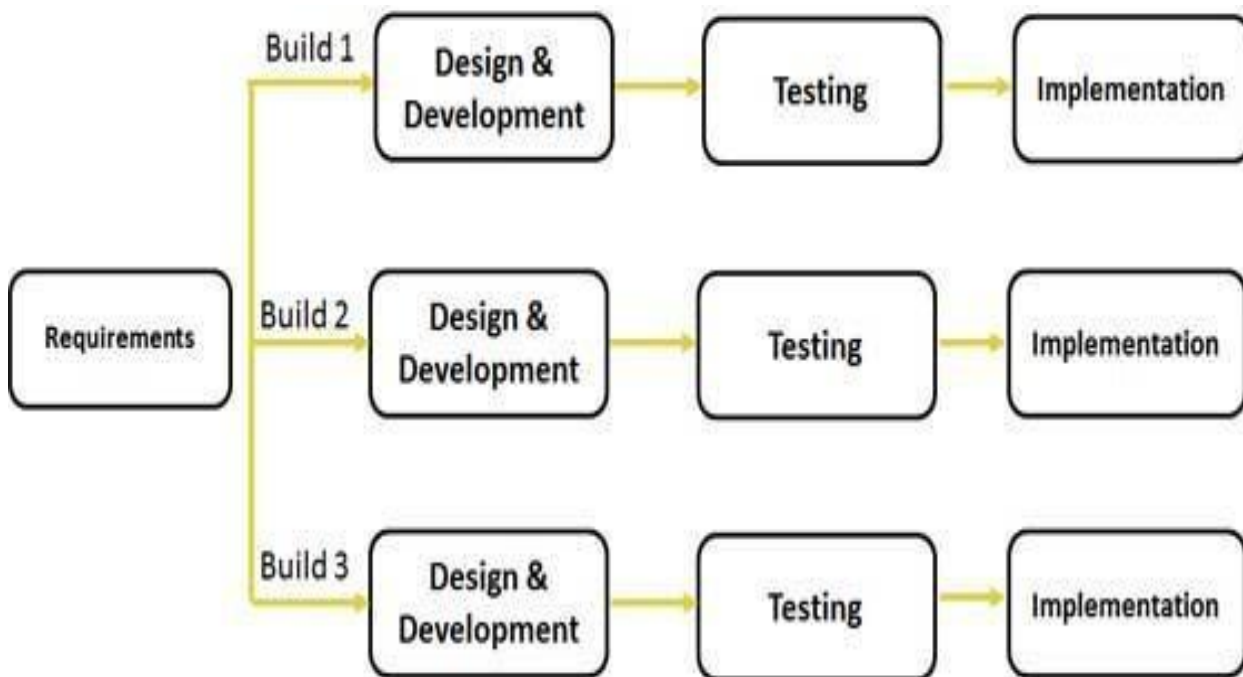 Build 1
Design &
Development
Testing
Implementation
Requirements
Build 2
Design &
Development
Testing
Implementation
Build 3
Design &
Development
Testing
Implementation